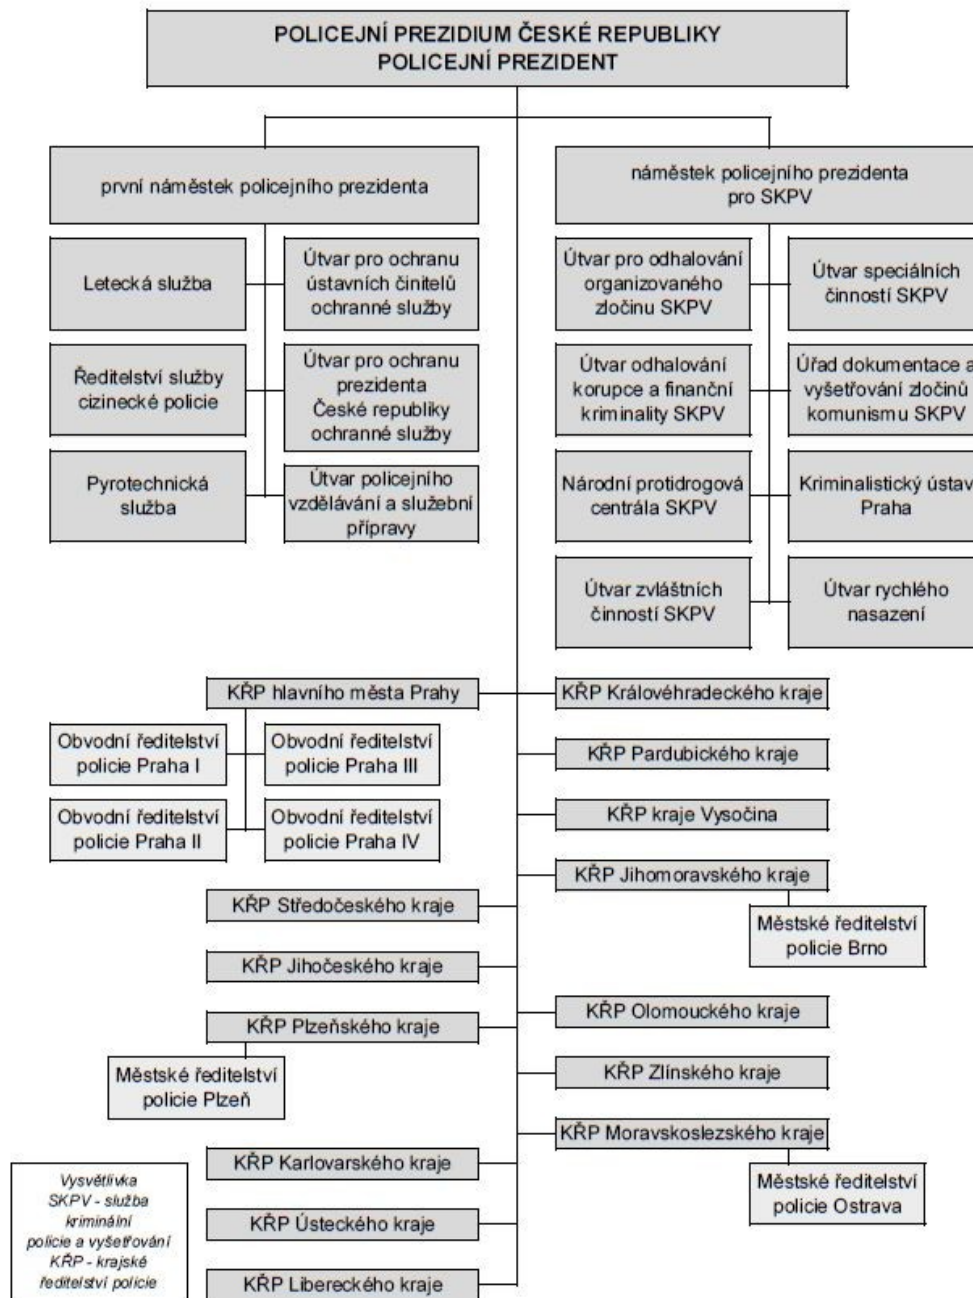 POLICEJNÍ PREZIDIUM ČESKÉ REPUBLIKY
POLICEJNÍ PREZIDENT
první náměstek policejního prezidenta
náměstek policejního prezidenta
pro SKPV
Letecká služba
Útvar pro ochranu
ústavních činitelů
ochranné služby
Ředitelství služby
cizinecké policie
Útvar pro ochranu
prezidenta
České republiky
ochranné služby
Pyrotechnická
služba
Útvar policejního
vzdělávání a služební
přípravy
Útvar pro odhalování
organizovaného
zločinu SKPV
Útvar speciálních
činností SKPV
Útvar odhalování
korupce a finanční
kriminality SKPV
Úřad dokumentace a
vyšetřování zločinů
komunismu SKPV
Národní protidrogová
centrála SKPV
Kriminalistický ústav
Praha
Útvar zvláštních
činností SKPV
Útvar rychlého
nasazení
KŘP hlavního města Prahy
Obvodní ředitelství
policie Praha I
Obvodní ředitelství
policie Praha III
Obvodní ředitelství
policie Praha II
Obvodní ředitelství
policie Praha IV
KŘP Středočeského kraje
KŘP Jihočeského kraje
KŘP Plzeňského kraje
Městské ředitelství
policie Plzeň
KŘP Karlovarského kraje
KŘP Ústeckého kraje
KŘP Libereckého kraje
KŘP Královéhradeckého kraje
KŘP Pardubického kraje
KŘP kraje Vysočina
KŘP Jihomoravského kraje
Městské ředitelství
policie Brno
KŘP Olomouckého kraje
KŘP Zlínského kraje
KŘP Moravskoslezského kraje
Městské ředitelství
policie Ostrava
Vysvětlivka
SKPV - služba
kriminální
policie a vyšetřování
KŘP - krajské
ředitelství policie